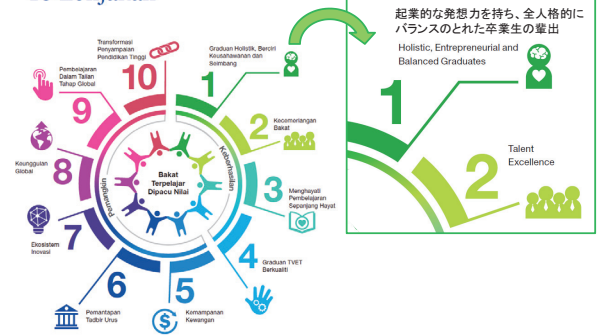 Transformasi
Penyampaian
Pendidikan Tinggi
10
Graduan Holistik, Berciri
Keusahawanan dan
Seimbang
1
Kecemerlangan
Bakat
2
Menghayati
Pembelajaran
Sepanjang Hayat
3
Graduan TVET
Berkualiti
4
Kemampanan
Kewangan
5
Pemantapan
Tadbir Urus
6
Ekosistem
Inovasi
7
Keunggulan
Global
8
Pembelajaran
Dalam Talian
Tahap Global
9
Bakat
Terpelajar
Dipacu Nilai
Keberhasilan
Pemangkin
起業的な発想力を持ち、全人格的に
バランスのとれた卒業生の輩出
Holistic, Entrepreneurial and
Balanced Graduates
1
Talent
Excellence
2